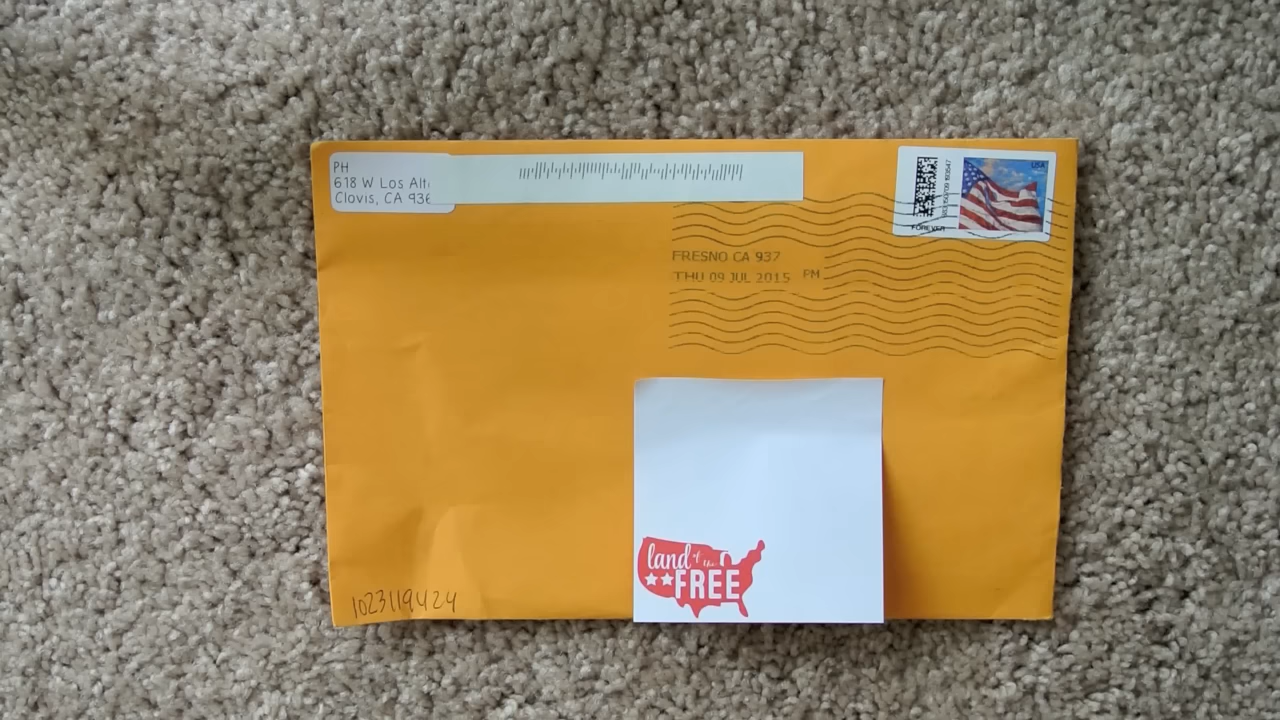 PH
618 W Los Alt
Clovis, CA 936
USA
FOREVER
FRESNO CA 937
THU 09 JUL 2015 PM
land of the
FREE
1023119424